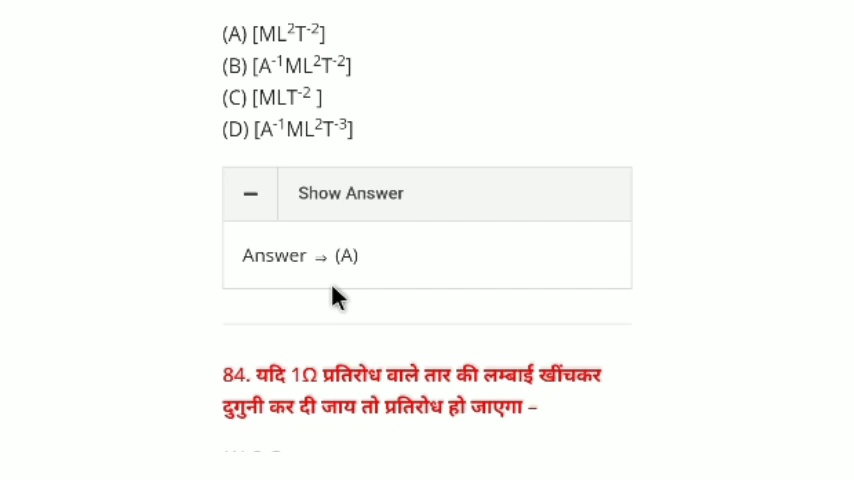 (A) [ML²T⁻²]
(B) [A⁻¹ML²T⁻²]
(C) [MLT⁻² ]
(D) [A⁻¹ML²T⁻³]
− Show Answer
Answer ⇒ (A)
84. यदि 1Ω प्रतिरोध वाले तार की लम्बाई खींचकर
दुगुनी कर दी जाय तो प्रतिरोध हो जाएगा –